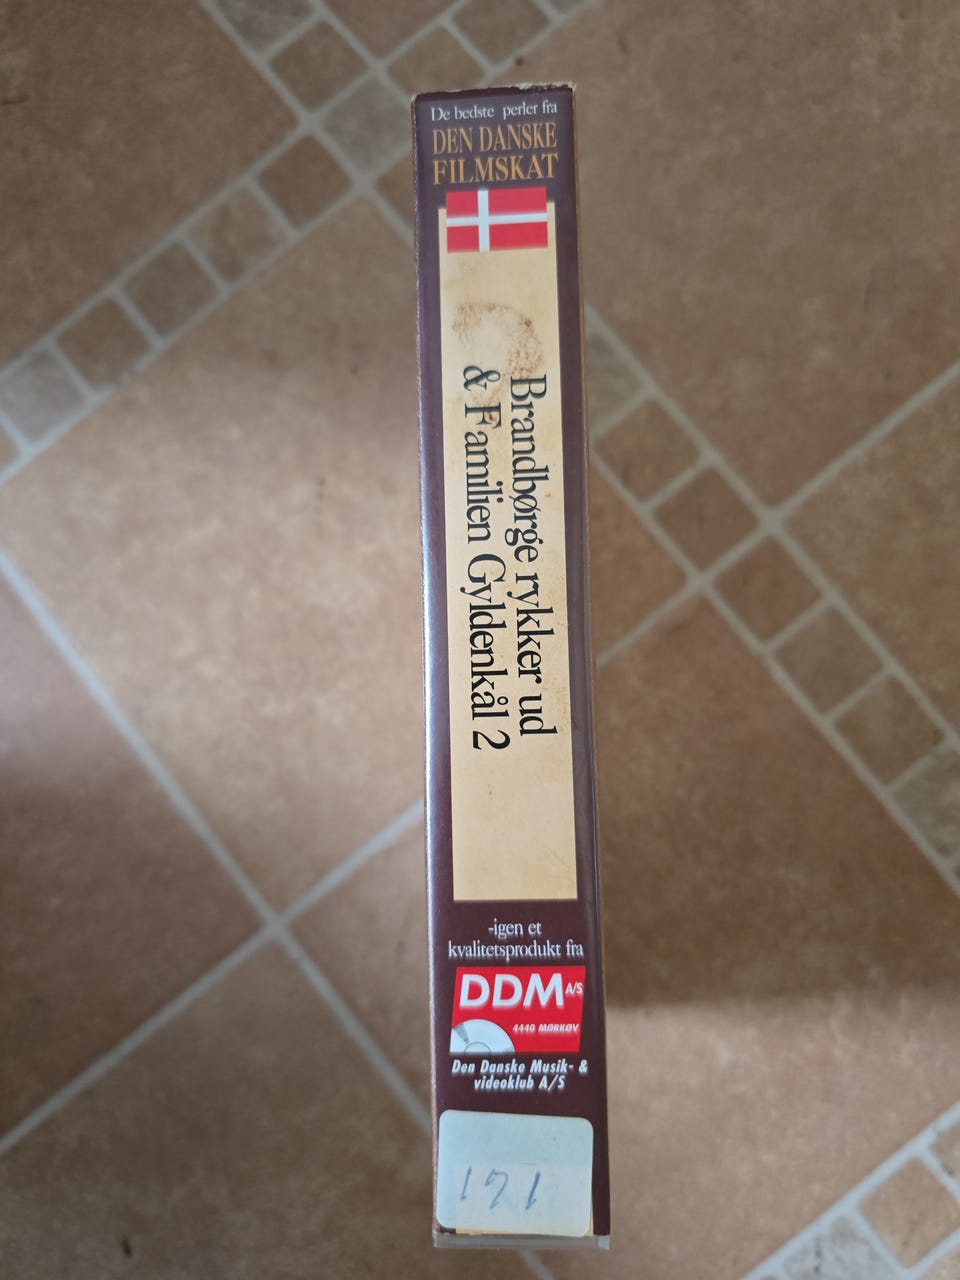 De bedste perler fra
DEN DANSKE
FILMSKAT
Brandbørge rykker ud
& Familien Gyldenkål 2
-igen et
kvalitetsprodukt fra
DDM A/S
4440 MØRKØV
Den Danske Musik- &
videoklub A/S
171